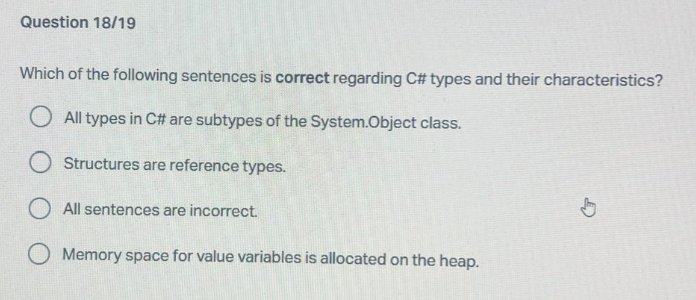 Question 18/19
Which of the following sentences is correct regarding C# types and their characteristics?
All types in C# are subtypes of the System.Object class.
Structures are reference types.
All sentences are incorrect.
Memory space for value variables is allocated on the heap.